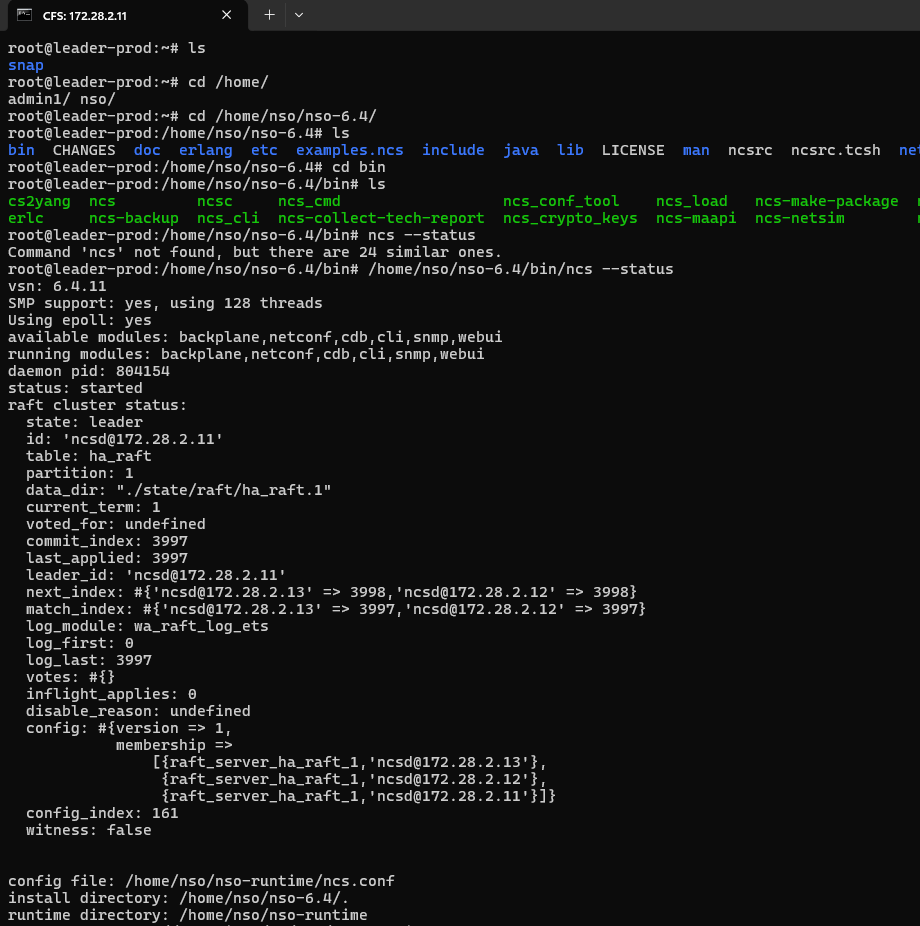 CFS: 172.28.2.11
root@leader-prod:~# ls
snap
root@leader-prod:~# cd /home/
admin1/ nso/
root@leader-prod:~# cd /home/nso/nso-6.4/
root@leader-prod:/home/nso/nso-6.4# ls
bin  CHANGES  doc  erlang  etc  examples.ncs  include  java  lib  LICENSE  man  ncsrc  ncsrc.tcsh
root@leader-prod:/home/nso/nso-6.4# cd bin
root@leader-prod:/home/nso/nso-6.4/bin# ls
cs2yang  ncs         ncsc     ncs_cmd                  ncs_conf_tool    ncs_load   ncs-make-package
erlc     ncs-backup  ncs_cli  ncs-collect-tech-report  ncs_crypto_keys  ncs-maapi  ncs-netsim
root@leader-prod:/home/nso/nso-6.4/bin# ncs --status
Command 'ncs' not found, but there are 24 similar ones.
root@leader-prod:/home/nso/nso-6.4/bin# /home/nso/nso-6.4/bin/ncs --status
vsn: 6.4.11
SMP support: yes, using 128 threads
Using epoll: yes
available modules: backplane,netconf,cdb,cli,snmp,webui
running modules: backplane,netconf,cdb,cli,snmp,webui
daemon pid: 804154
status: started
raft cluster status:
  state: leader
  id: 'ncsd@172.28.2.11'
  table: ha_raft
  partition: 1
  data_dir: "./state/raft/ha_raft.1"
  current_term: 1
  voted_for: undefined
  commit_index: 3997
  last_applied: 3997
  leader_id: 'ncsd@172.28.2.11'
  next_index: #{'ncsd@172.28.2.13' => 3998,'ncsd@172.28.2.12' => 3998}
  match_index: #{'ncsd@172.28.2.13' => 3997,'ncsd@172.28.2.12' => 3997}
  log_module: wa_raft_log_ets
  log_first: 0
  log_last: 3997
  votes: #{}
  inflight_applies: 0
  disable_reason: undefined
  config: #{version => 1,
            membership =>
                [{raft_server_ha_raft_1,'ncsd@172.28.2.13'},
                 {raft_server_ha_raft_1,'ncsd@172.28.2.12'},
                 {raft_server_ha_raft_1,'ncsd@172.28.2.11'}]}
  config_index: 161
  witness: false
config file: /home/nso/nso-runtime/ncs.conf
install directory: /home/nso/nso-6.4/.
runtime directory: /home/nso/nso-runtime